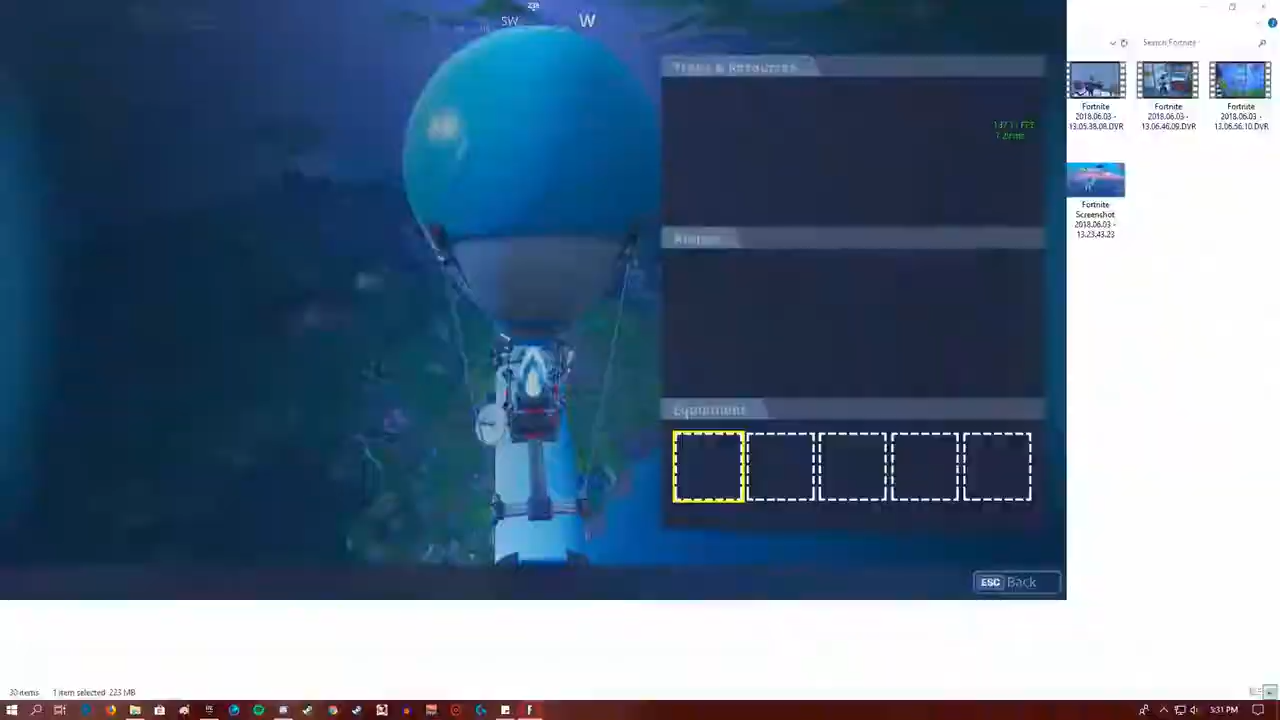 238
SW
W
Search Fortnite
Traps & Resources
Fortnite
2018.06.03 -
13.05.38.08.DVR
Fortnite
2018.06.03 -
13.06.46.09.DVR
Fortnite
2018.06.03 -
13.06.56.10.DVR
Fortnite
Screenshot
2018.06.03 -
13.23.43.23
Equipment
ESC Back
30 items
1 item selected 223 MB
5:31 PM